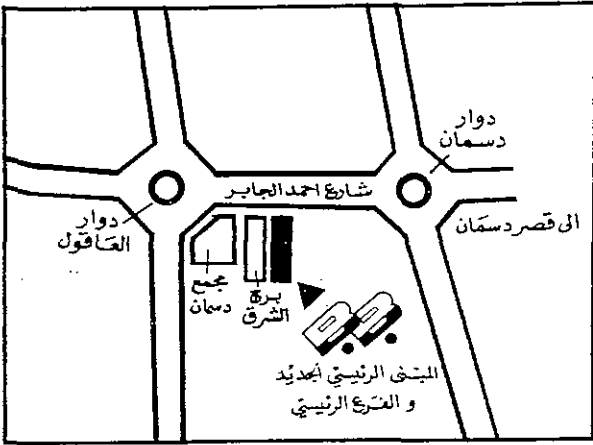 دوار
دسمان
شارع احمد الجابر
الى قصر دسمان
دوار
العاقول
مجمع
دسمان
برج
الشرق
المبنى الرئيسي الجديد
و الفرع الرئيسي